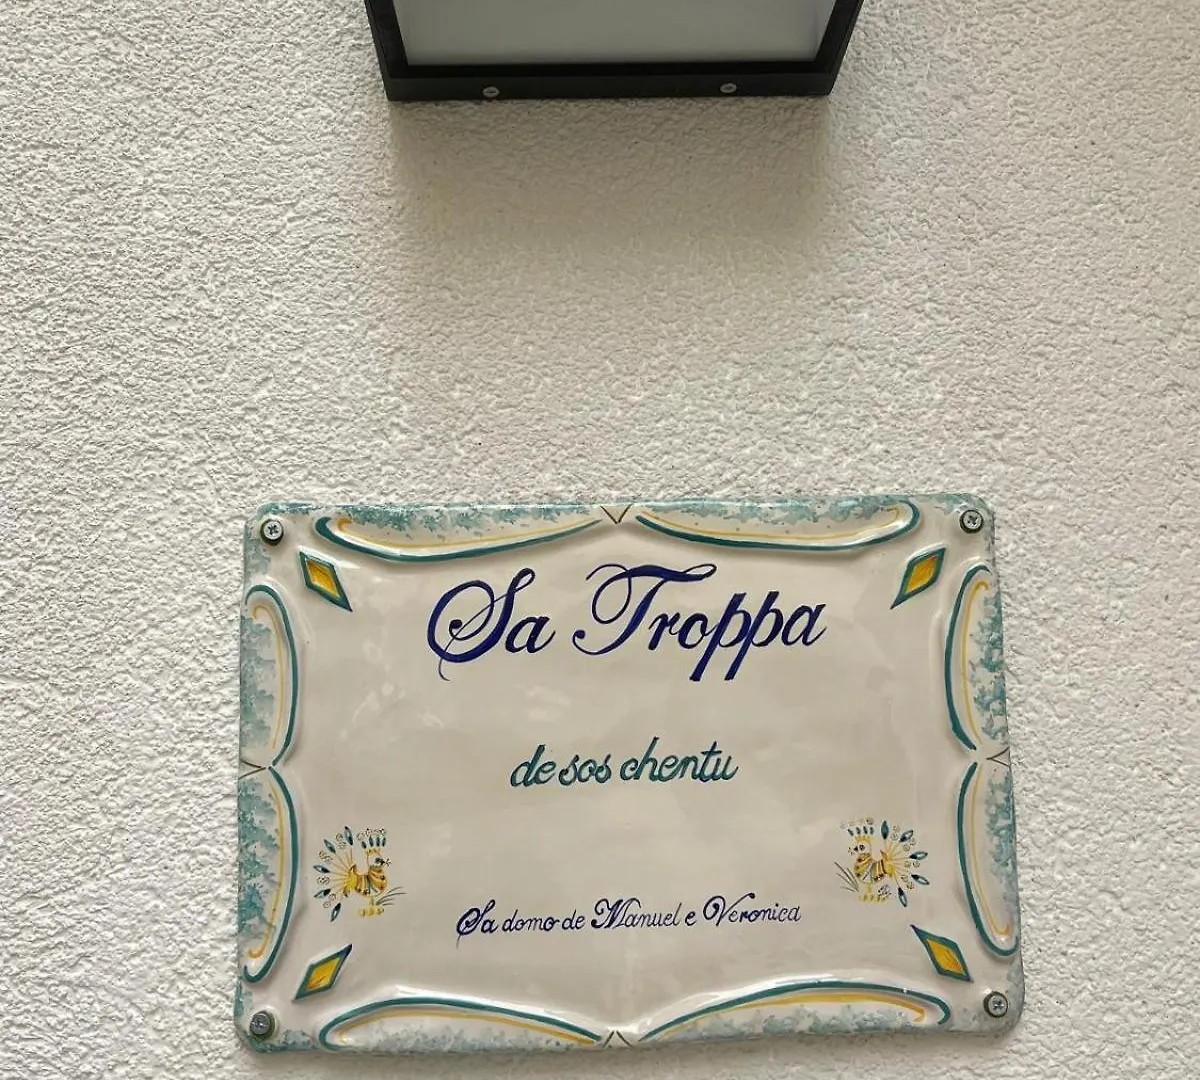 Sa Troppa
de sos chentu
Sa domo de Manuel e Veronica